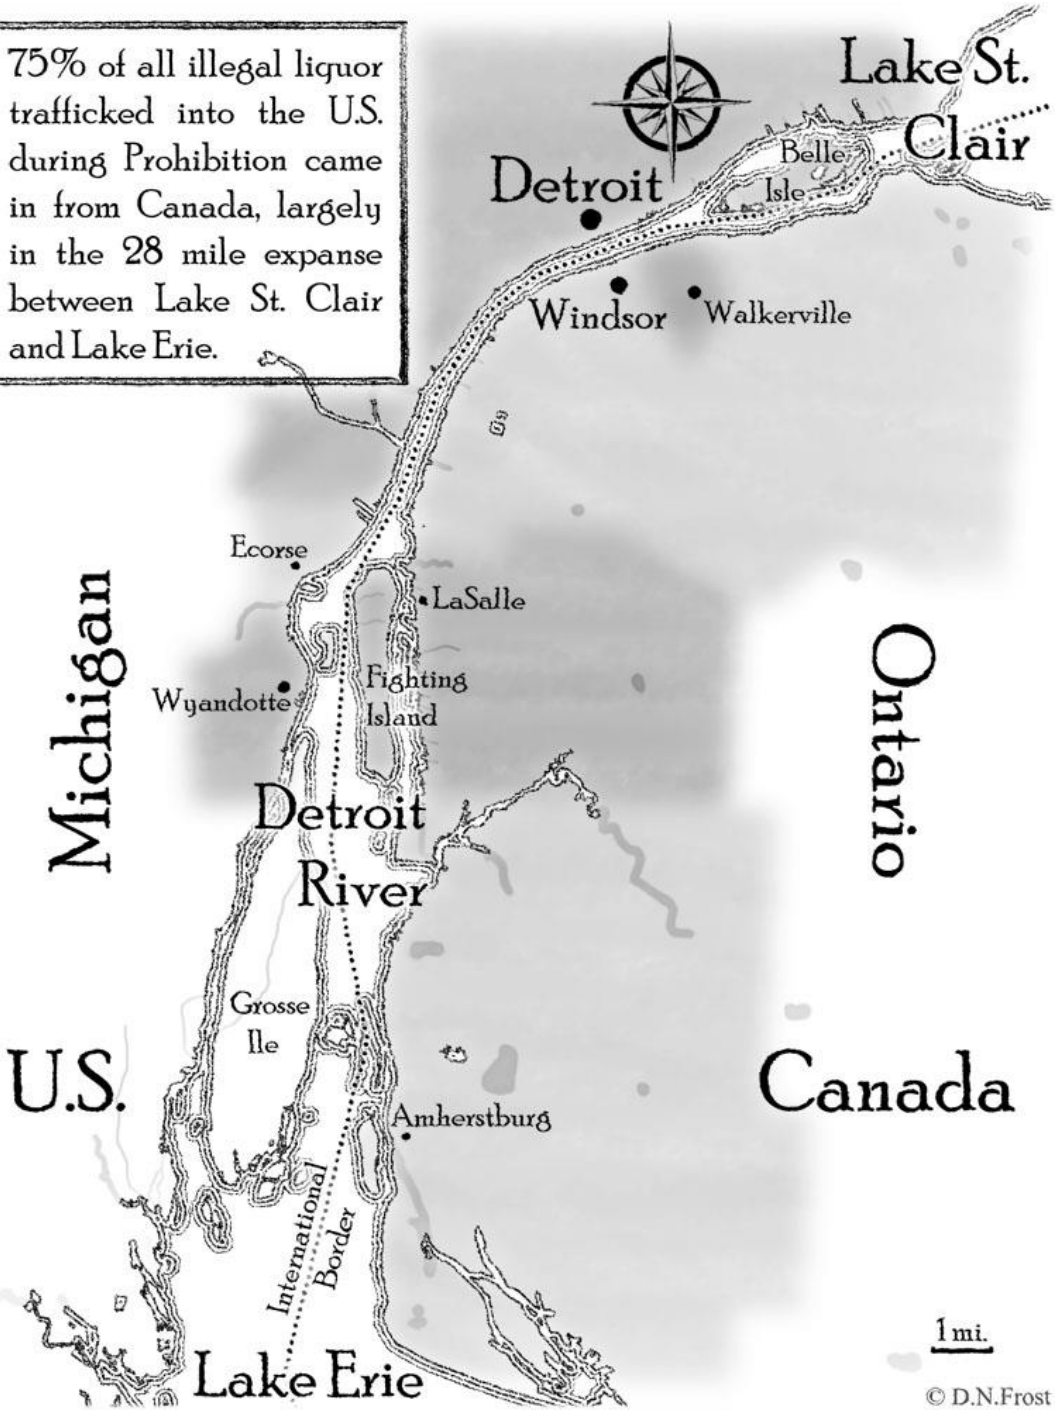 75% of all illegal liquor
trafficked into the U.S.
during Prohibition came
in from Canada, largely
in the 28 mile expanse
between Lake St. Clair
and Lake Erie.
Lake St.
Clair
Belle
Isle
Detroit
Windsor
Walkerville
Ecorse
LaSalle
Michigan
Ontario
Wyandotte
Fighting
Island
Detroit
River
Grosse
Ile
U.S.
Canada
Amherstburg
International
Border
Lake Erie
1 mi.
© D.N.Frost